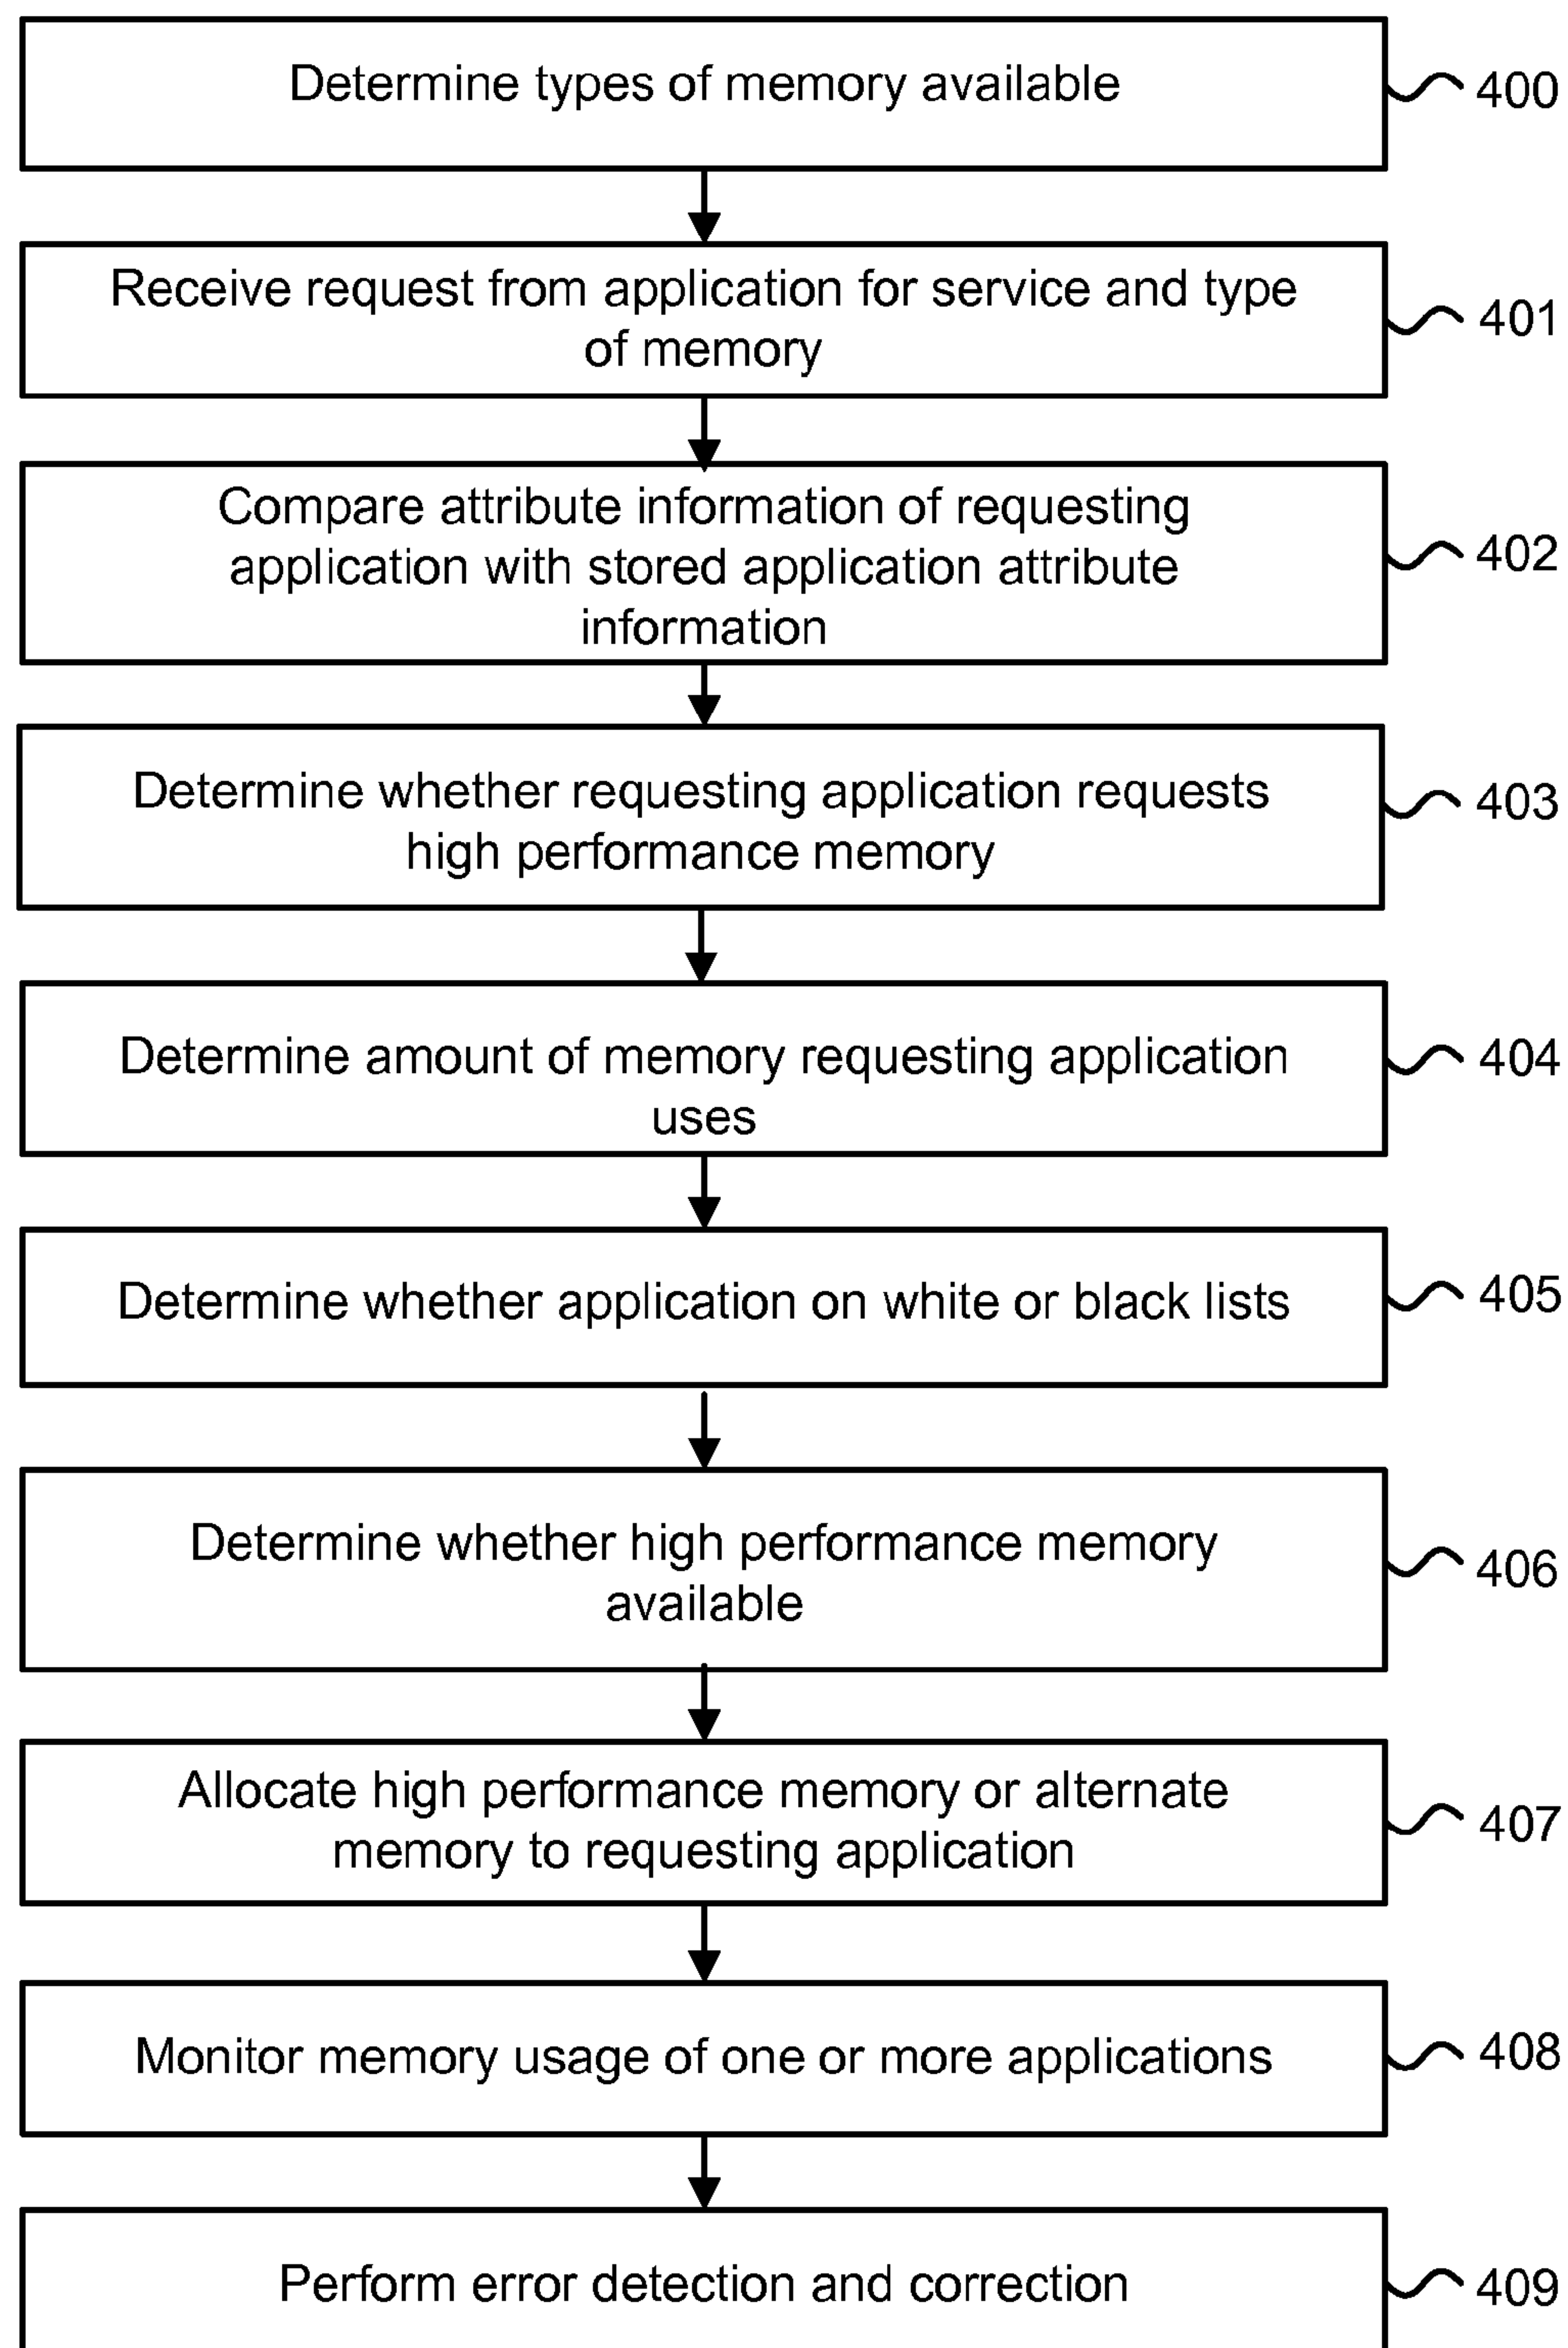 Determine types of memory available
400
Receive request from application for service and type
of memory
401
Compare attribute information of requesting
application with stored application attribute
information
402
Determine whether requesting application requests
high performance memory
403
Determine amount of memory requesting application
uses
404
Determine whether application on white or black lists
405
Determine whether high performance memory
available
406
Allocate high performance memory or alternate
memory to requesting application
407
Monitor memory usage of one or more applications
408
Perform error detection and correction
409